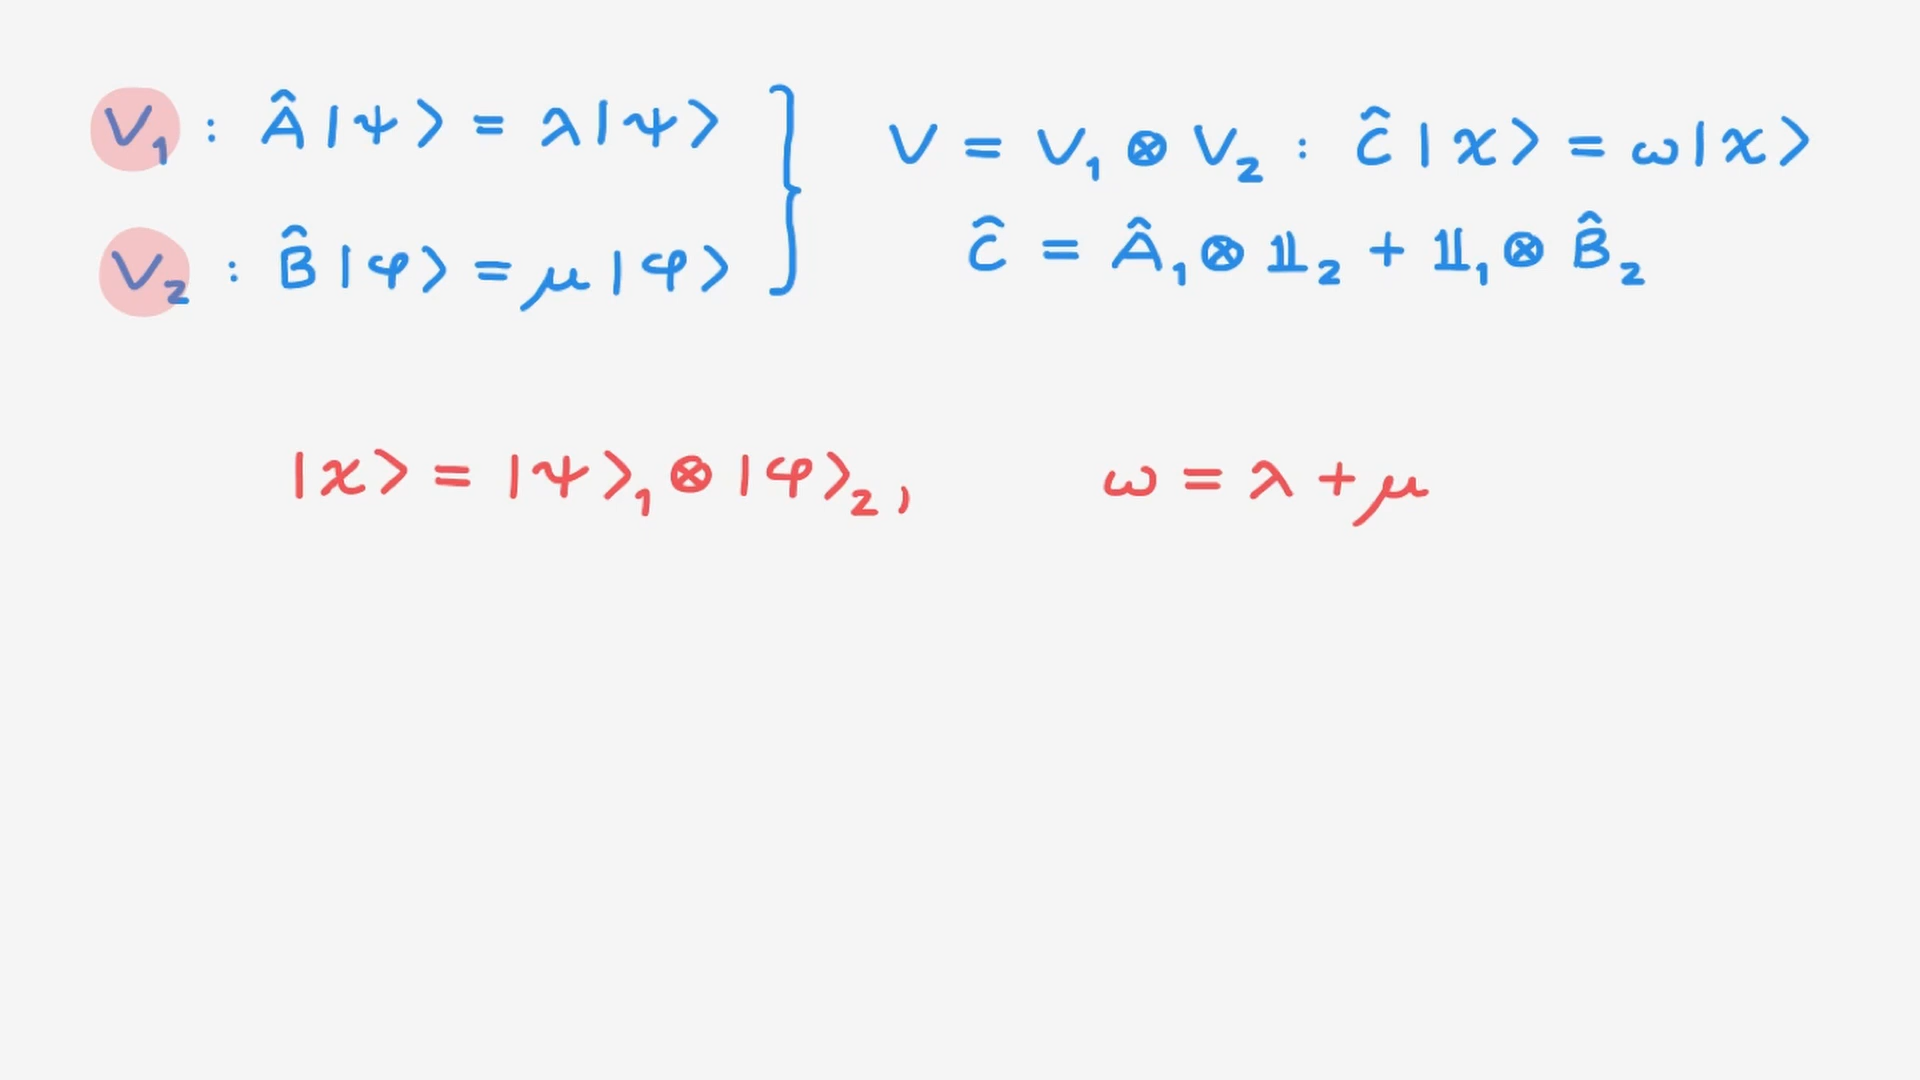 V₁ : Â|ψ⟩ = λ|ψ⟩
V₂ : B̂|φ⟩ = μ|φ⟩
}
V = V₁ ⊗ V₂ : Ĉ|χ⟩ = ω|χ⟩
Ĉ = Â₁ ⊗ 𝟙₂ + 𝟙₁ ⊗ B̂₂
|χ⟩ = |ψ⟩₁ ⊗ |φ⟩₂, ω = λ + μ